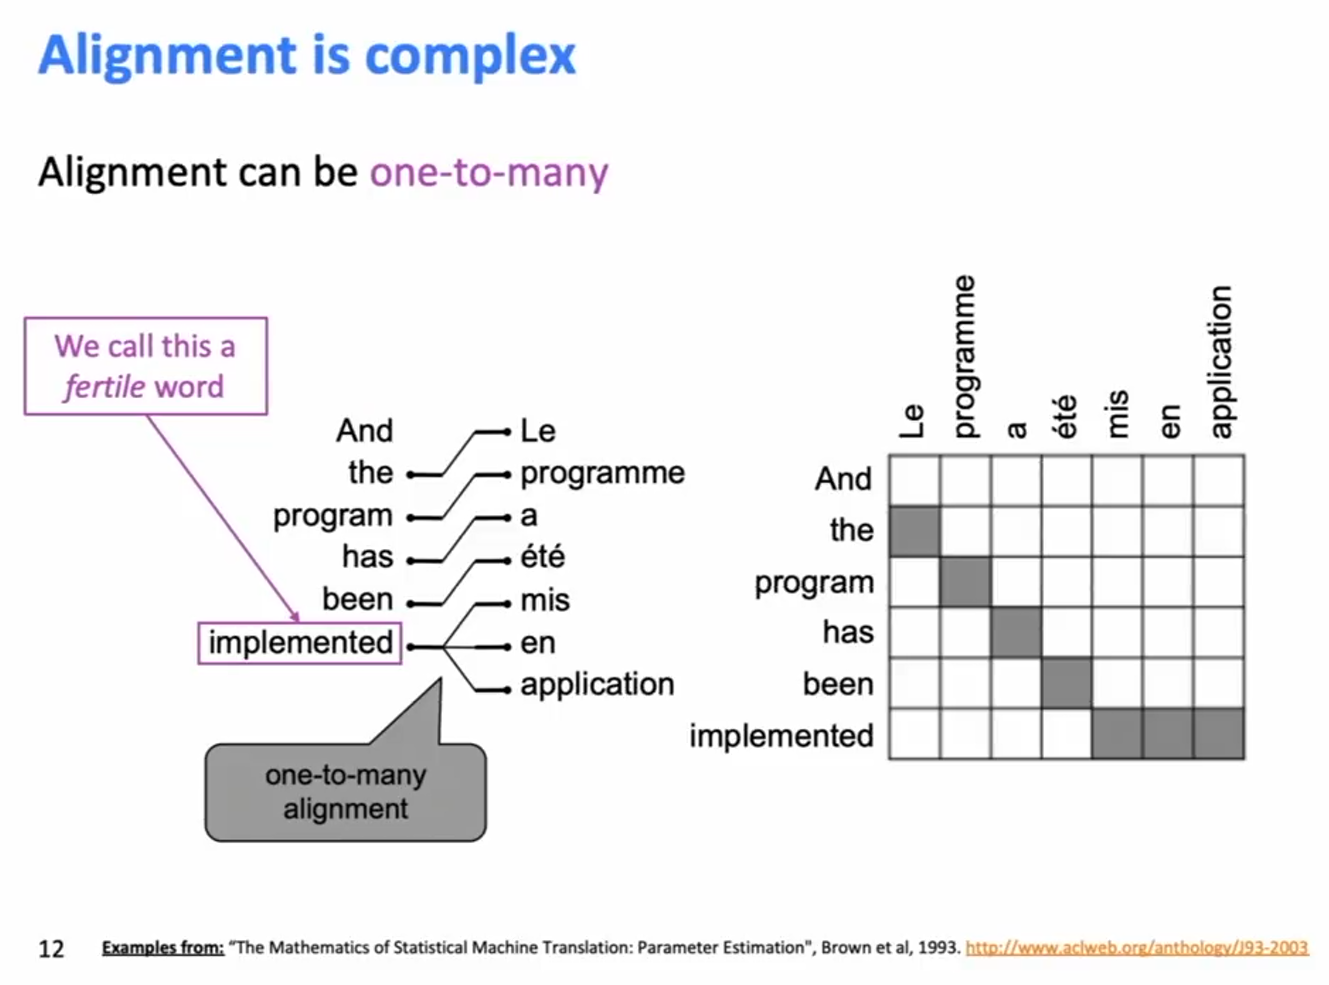 Alignment is complex
Alignment can be one-to-many
We call this a
fertile word
And
the
program
has
been
implemented
Le
programme
a
été
mis
en
application
one-to-many
alignment
Le
programme
a
été
mis
en
application
And
the
program
has
been
implemented
12
Examples from: “The Mathematics of Statistical Machine Translation: Parameter Estimation", Brown et al, 1993. http://www.aclweb.org/anthology/J93-2003